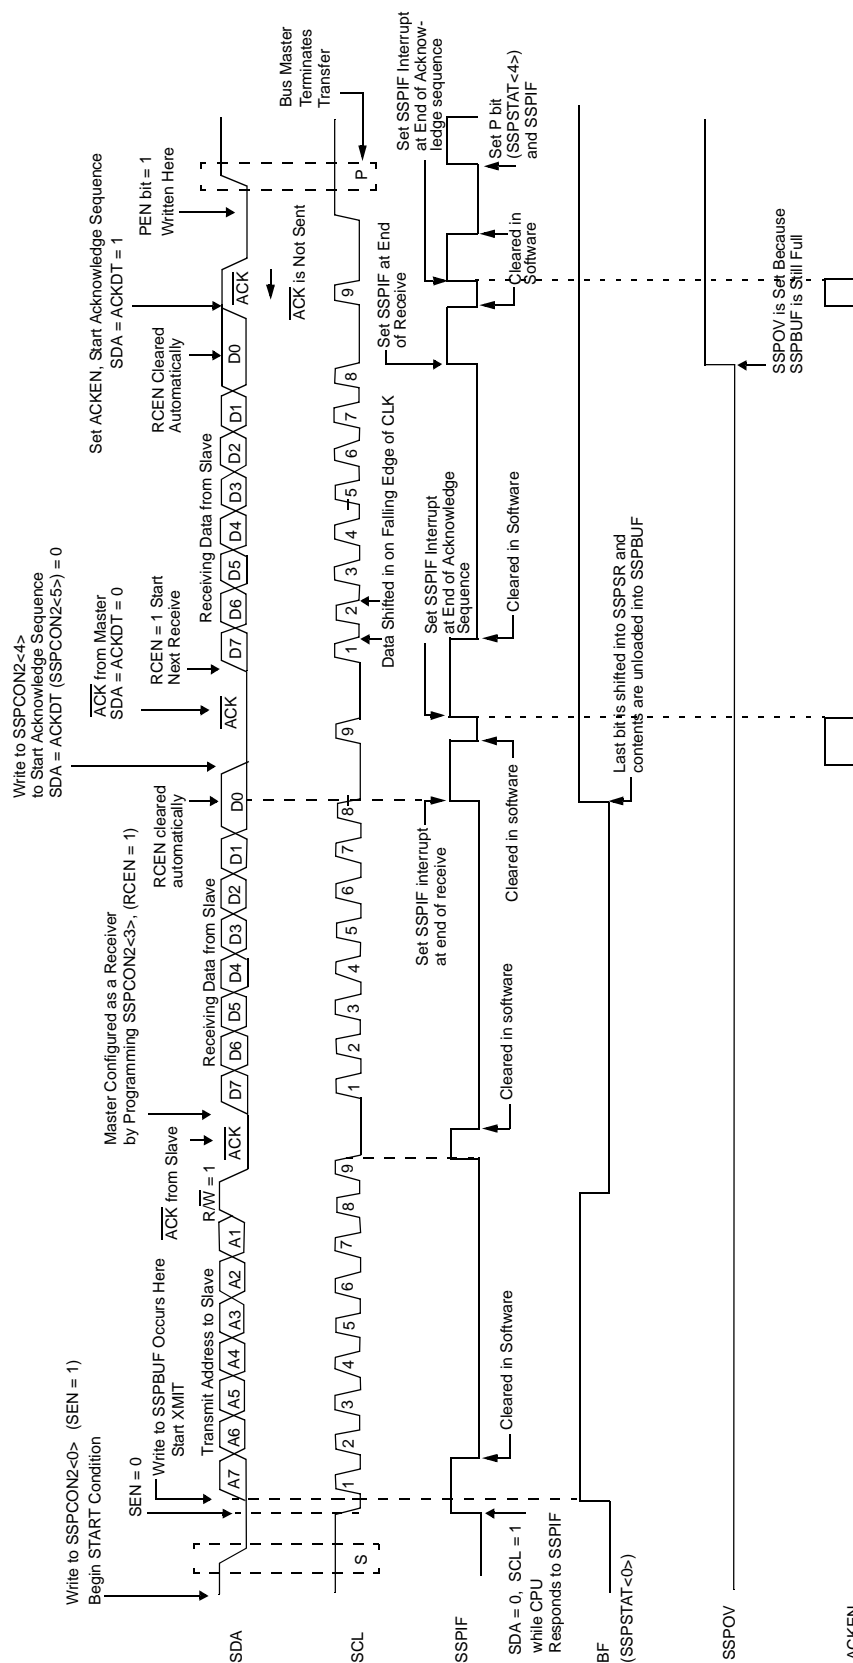 Write to SSPCON2<0> (SEN = 1)
Begin START Condition
SEN = 0
Write to SSPBUF Occurs Here
Start XMIT
ACK from Slave
Master Configured as a Receiver
by Programming SSPCON2<3>, (RCEN = 1)
RCEN cleared
automatically
Write to SSPCON2<4>
to Start Acknowledge Sequence
SDA = ACKDT (SSPCON2<5>) = 0
ACK from Master
SDA = ACKDT = 0
RCEN = 1 Start
Next Receive
RCEN Cleared
Automatically
Set ACKEN, Start Acknowledge Sequence
SDA = ACKDT = 1
PEN bit = 1
Written Here
Transmit Address to Slave
R/W = 1
Receiving Data from Slave
Receiving Data from Slave
SDA
A7 A6 A5 A4 A3 A2 A1
ACK
D7 D6 D5 D4 D3 D2 D1 D0
ACK
D7 D6 D5 D4 D3 D2 D1 D0
ACK
ACK is Not Sent
Bus Master
Terminates
Transfer
SCL
S
1 2 3 4 5 6 7 8 9
1 2 3 4 5 6 7 8 9
1 2 3 4 5 6 7 8 9
P
Data Shifted in on Falling Edge of CLK
Set SSPIF interrupt
at end of receive
Set SSPIF Interrupt
at End of Acknowledge
Sequence
Set SSPIF at End
of Receive
Set SSPIF Interrupt
at End of Acknow-
ledge sequence
SSPIF
SDA = 0, SCL = 1
while CPU
Responds to SSPIF
Cleared in Software
Cleared in software
Cleared in software
Cleared in Software
Cleared in
Software
Set P bit
(SSPSTAT<4>)
and SSPIF
BF
(SSPSTAT<0>)
Last bit is shifted into SSPSR and
contents are unloaded into SSPBUF
SSPOV
SSPOV is Set Because
SSPBUF is Still Full
ACKEN